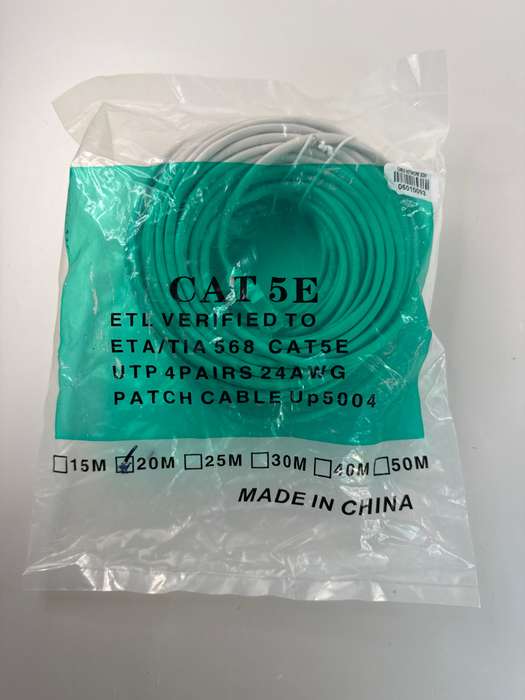 06010093
CAT 5E
ETL VERIFIED TO
ETA/TIA 568 CAT5E
UTP 4PAIRS 24AWG
PATCH CABLE Up5004
15M 20M 25M 30M 40M 50M
MADE IN CHINA